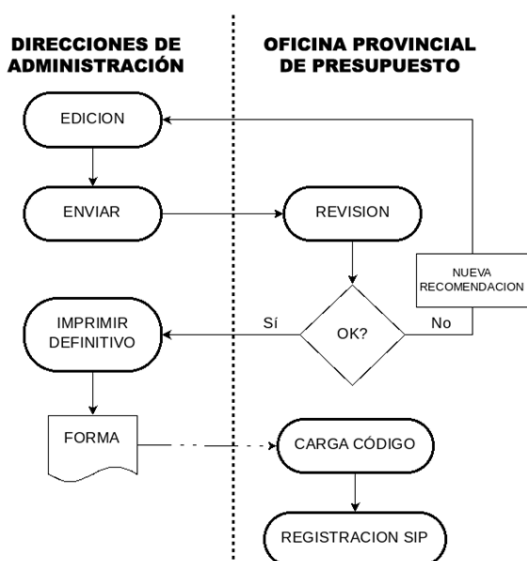 DIRECCIONES DE
ADMINISTRACIÓN
OFICINA PROVINCIAL
DE PRESUPUESTO
EDICION
ENVIAR
REVISION
NUEVA
RECOMENDACION
IMPRIMIR
DEFINITIVO
Sí
OK?
No
FORMA
CARGA CÓDIGO
REGISTRACION SIP